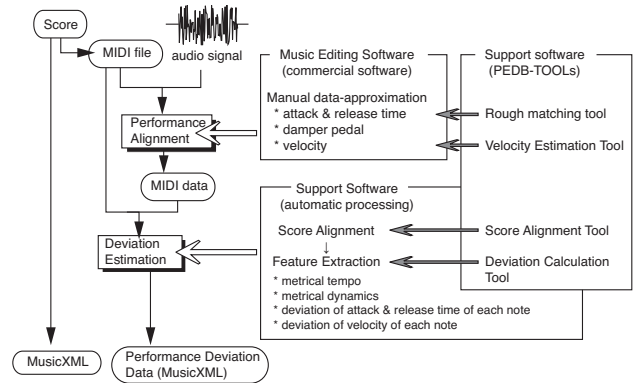 Score
MIDI file
audio signal
Performance
Alignment
MIDI data
Deviation
Estimation
MusicXML
Performance Deviation
Data (MusicXML)
Music Editing Software
(commercial software)
Manual data-approximation
* attack & release time
* damper pedal
* velocity
Support Software
(automatic processing)
Score Alignment
↓
Feature Extraction
* metrical tempo
* metrical dynamics
* deviation of attack & release time of each note
* deviation of velocity of each note
Support software
(PEDB-TOOLs)
Rough matching tool
Velocity Estimation Tool
Score Alignment Tool
Deviation Calculation
Tool